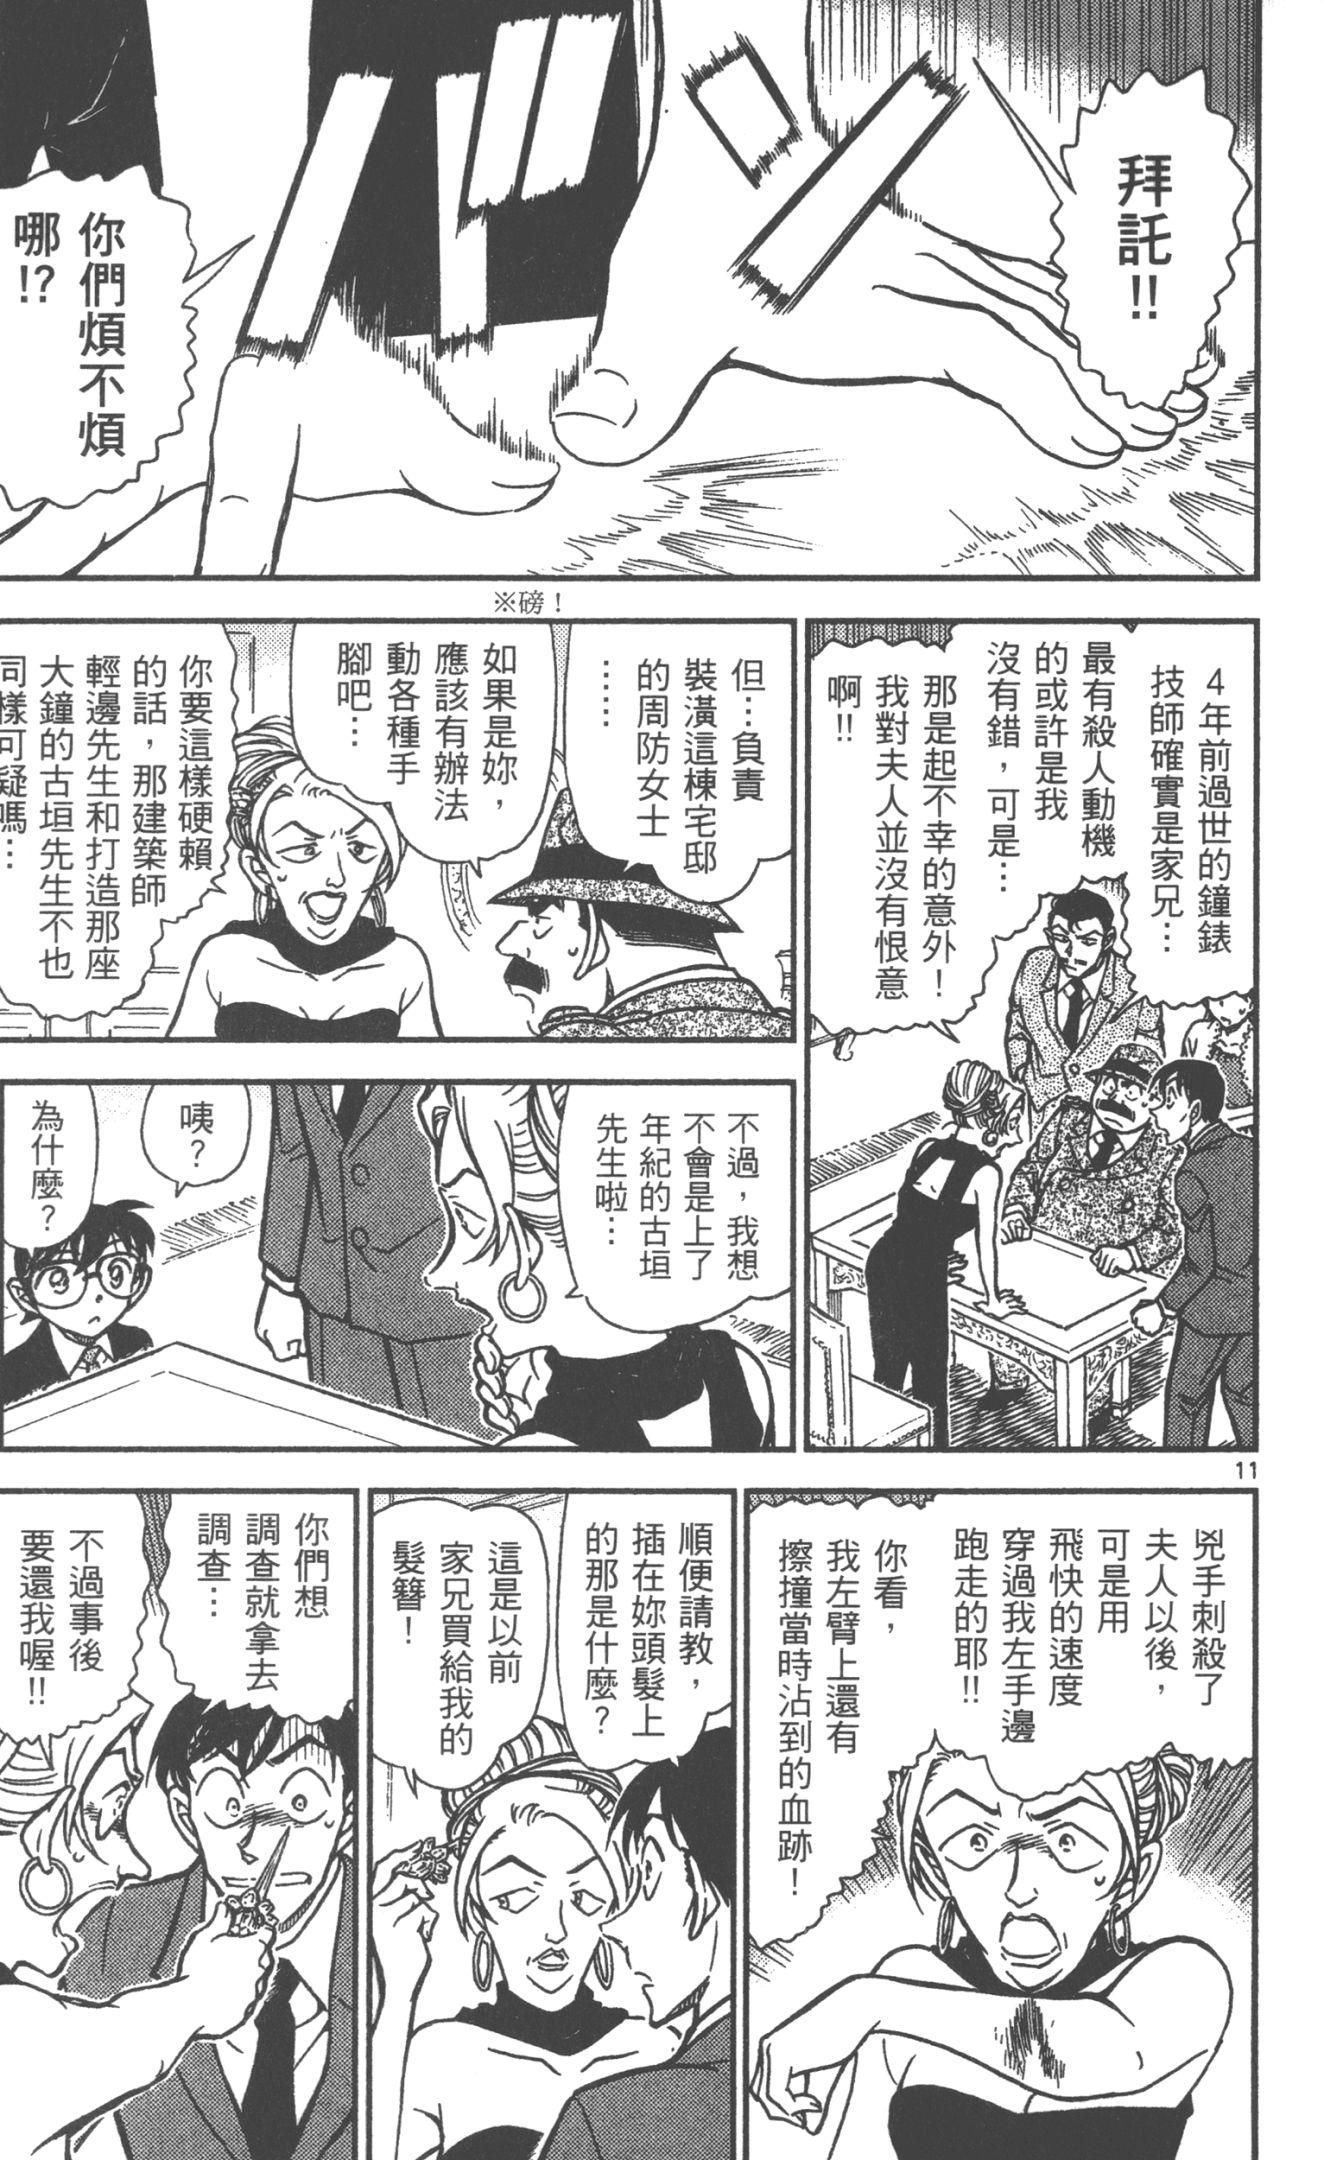 拜託!!
你們煩不煩
哪!?
※磅！
4年前過世的鐘錶
技師確實是家兄…
最有殺人動機
的或許是我
沒有錯，可是…
那是起不幸的意外！
我對夫人並沒有恨意
啊!!
但…負責
裝潢這棟宅邸
的周防女士
……
如果是妳，
應該有辦法
動各種手
腳吧…
你要這樣硬賴
的話，那建築師
輕邊先生和打造那座
大鐘的古垣先生不也
同樣可疑嗎…
不過，我想
不會是上了
年紀的古垣
先生啦…
咦？
為什麼？
11
兇手刺殺了
夫人以後，
可是用
飛快的速度
穿過我左手邊
跑走的耶!!
你看，
我左臂上還有
擦撞當時沾到的血跡！
順便請教，
插在妳頭髮上
的那是什麼？
這是以前
家兄買給我的
髮簪！
你們想
調查就拿去
調查…
不過事後
要還我喔!!